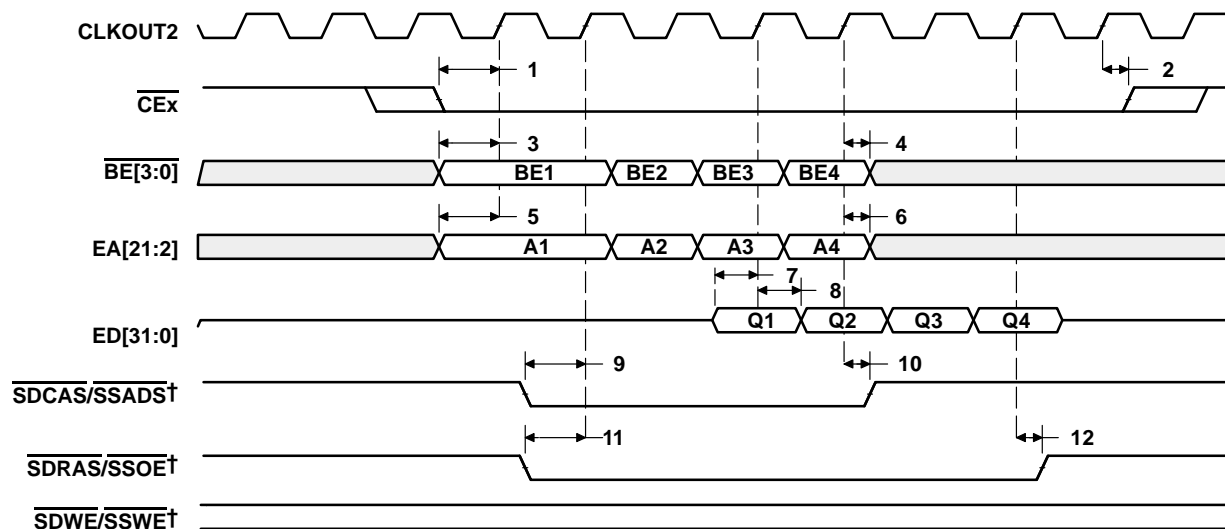 CLKOUT2
1
2
CEx
3
4
BE[3:0]
BE1 BE2 BE3 BE4
5
6
EA[21:2]
A1 A2 A3 A4
7
8
ED[31:0]
Q1 Q2 Q3 Q4
9
10
SDCAS/SSADS†
11
12
SDRAS/SSOE†
SDWE/SSWE†